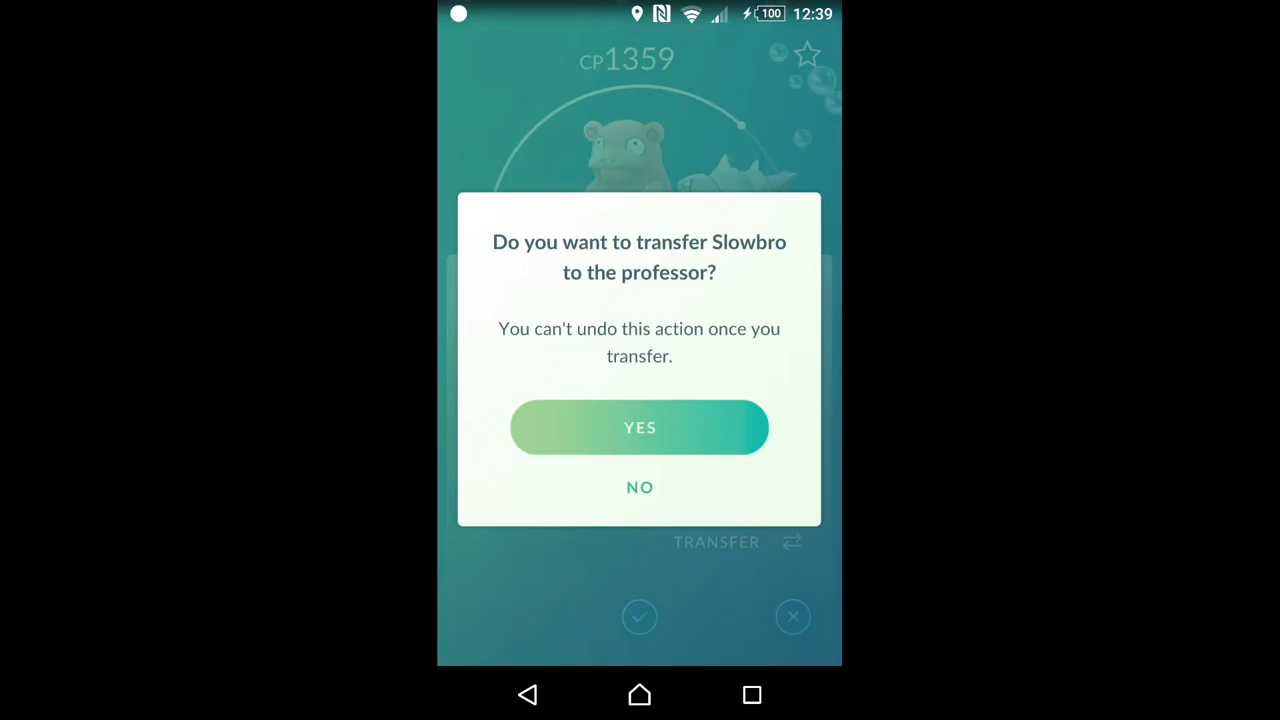 100 12:39
CP1359
Do you want to transfer Slowbro
to the professor?
You can't undo this action once you
transfer.
YES
NO
TRANSFER